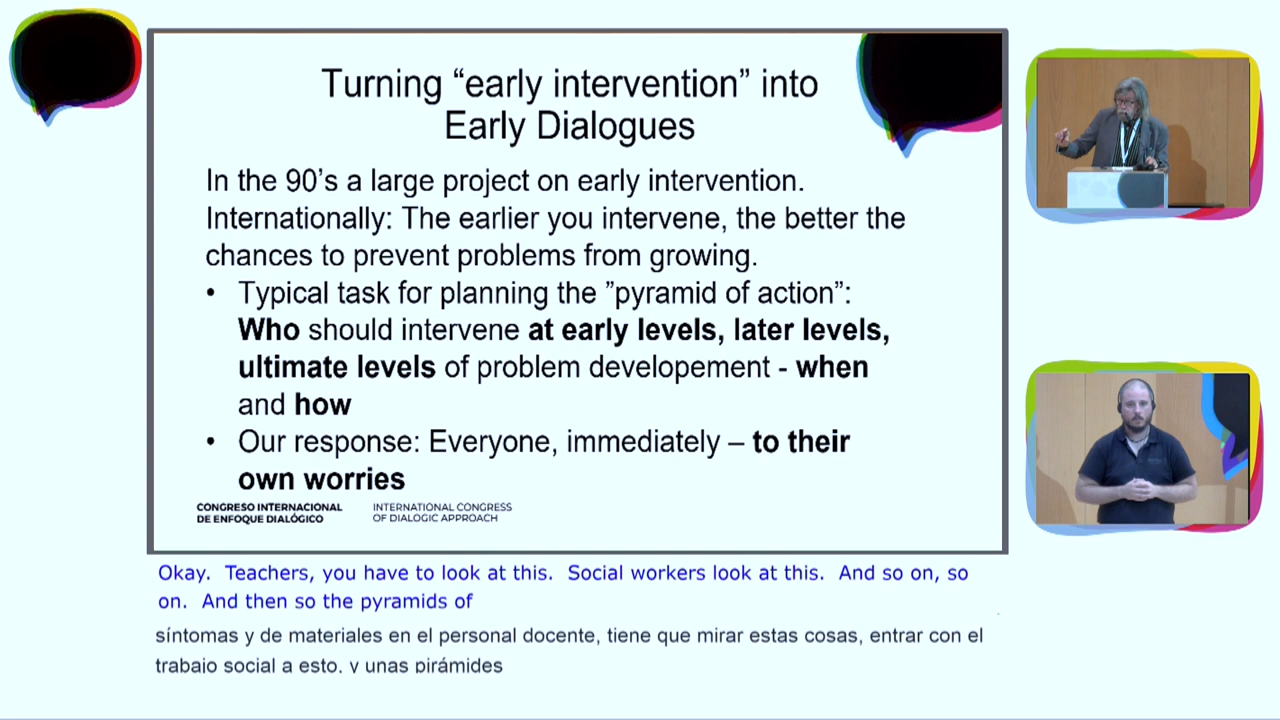 Turning “early intervention” into
Early Dialogues
In the 90’s a large project on early intervention.
Internationally: The earlier you intervene, the better the
chances to prevent problems from growing.
• Typical task for planning the ”pyramid of action”:
Who should intervene at early levels, later levels,
ultimate levels of problem developement - when
and how
• Our response: Everyone, immediately – to their
own worries
CONGRESO INTERNACIONAL
DE ENFOQUE DIALÓGICO
INTERNATIONAL CONGRESS
OF DIALOGIC APPROACH
Okay. Teachers, you have to look at this. Social workers look at this. And so on, so
on. And then so the pyramids of
síntomas y de materiales en el personal docente, tiene que mirar estas cosas, entrar con el
trabajo social a esto. y unas pirámides